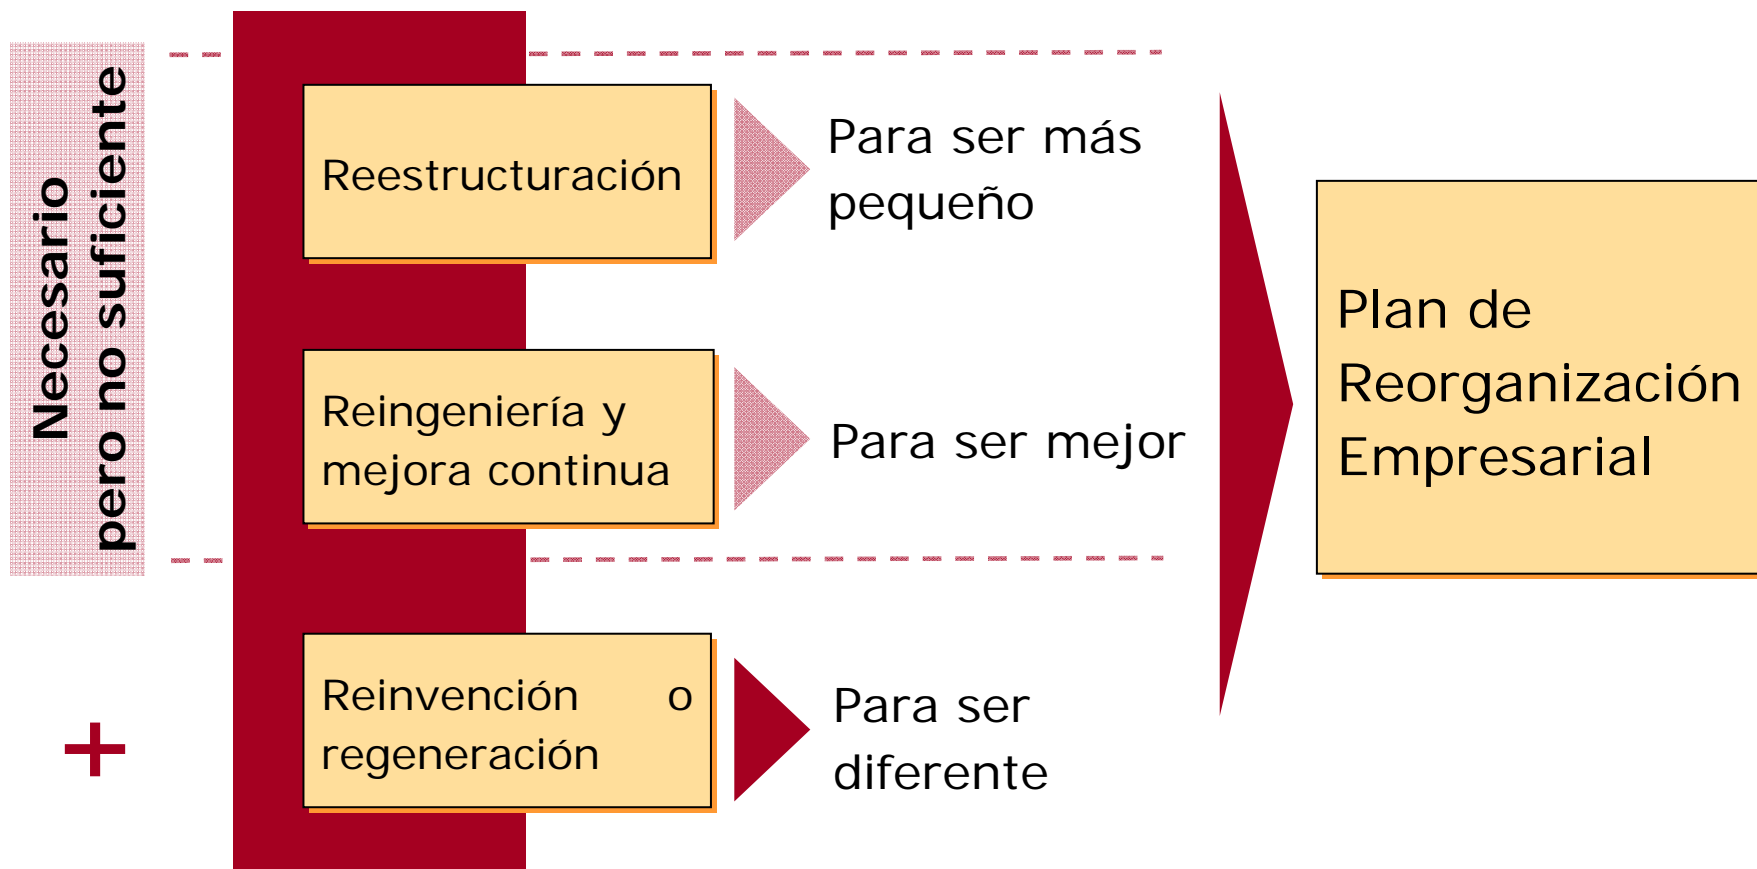 Necesario
pero no suficiente
Reestructuración
Para ser más
pequeño
Reingeniería y
mejora continua
Para ser mejor
+
Reinvención o
regeneración
Para ser
diferente
Plan de
Reorganización
Empresarial